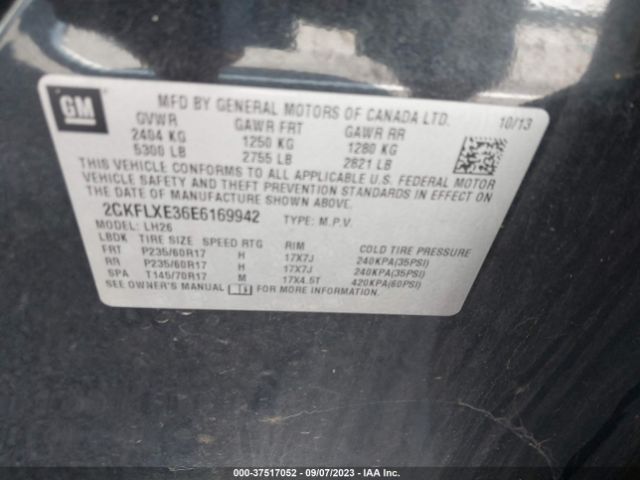 GM
MFD BY GENERAL MOTORS OF CANADA LTD.
10/13
GVWR GAWR FRT GAWR RR
2404 KG 1250 KG 1280 KG
5300 LB 2755 LB 2821 LB
THIS VEHICLE CONFORMS TO ALL APPLICABLE U.S. FEDERAL MOTOR
VEHICLE SAFETY AND THEFT PREVENTION STANDARDS IN EFFECT ON
THE DATE OF MANUFACTURE SHOWN ABOVE.
2GKFLXE36E6169942 TYPE: M.P.V.
MODEL: LH26
LBDK TIRE SIZE SPEED RTG RIM COLD TIRE PRESSURE
FRT P235/60R17 H 17X7J 240KPA(35PSI)
RR P235/60R17 H 17X7J 240KPA(35PSI)
SPA T145/70R17 M 17X4.5T 420KPA(60PSI)
SEE OWNER'S MANUAL FOR MORE INFORMATION.
000-37517052 - 09/07/2023 - IAA Inc.